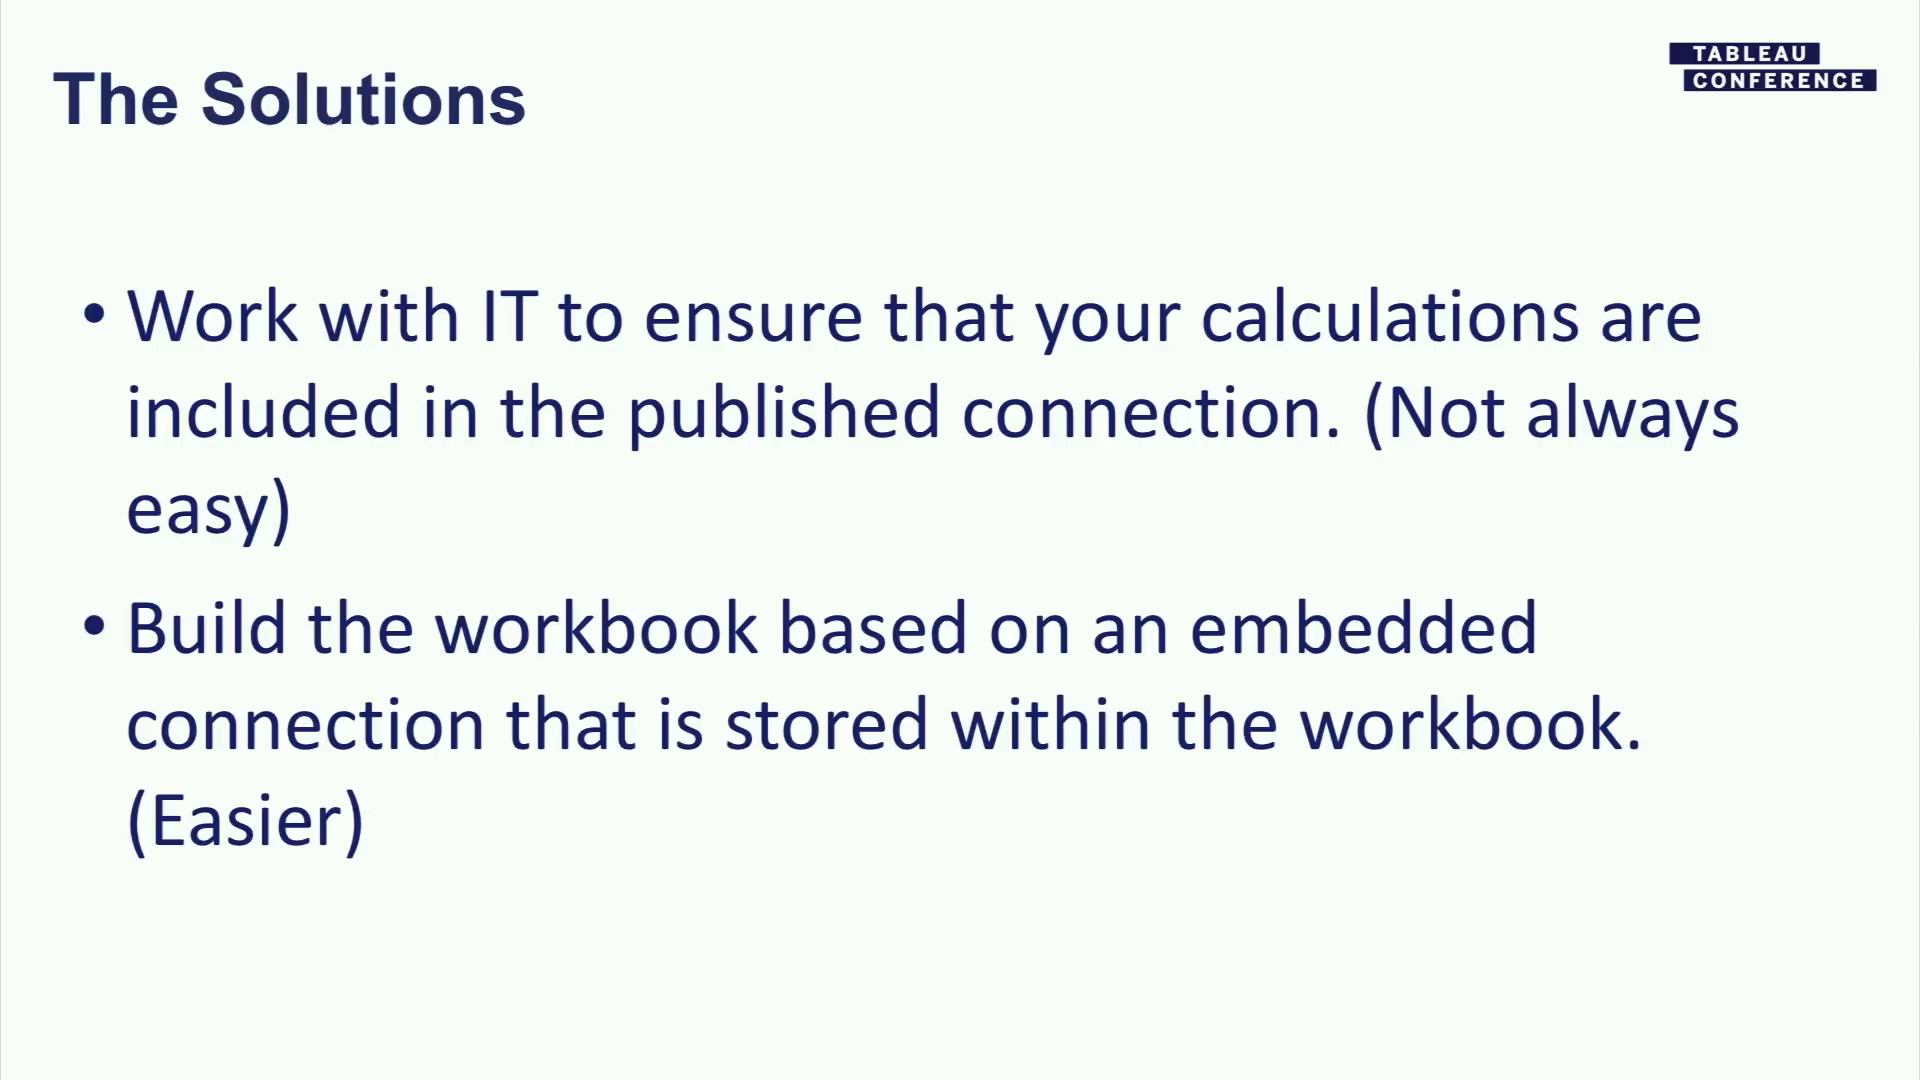 The Solutions
TABLEAU
CONFERENCE
• Work with IT to ensure that your calculations are
included in the published connection. (Not always
easy)
• Build the workbook based on an embedded
connection that is stored within the workbook.
(Easier)